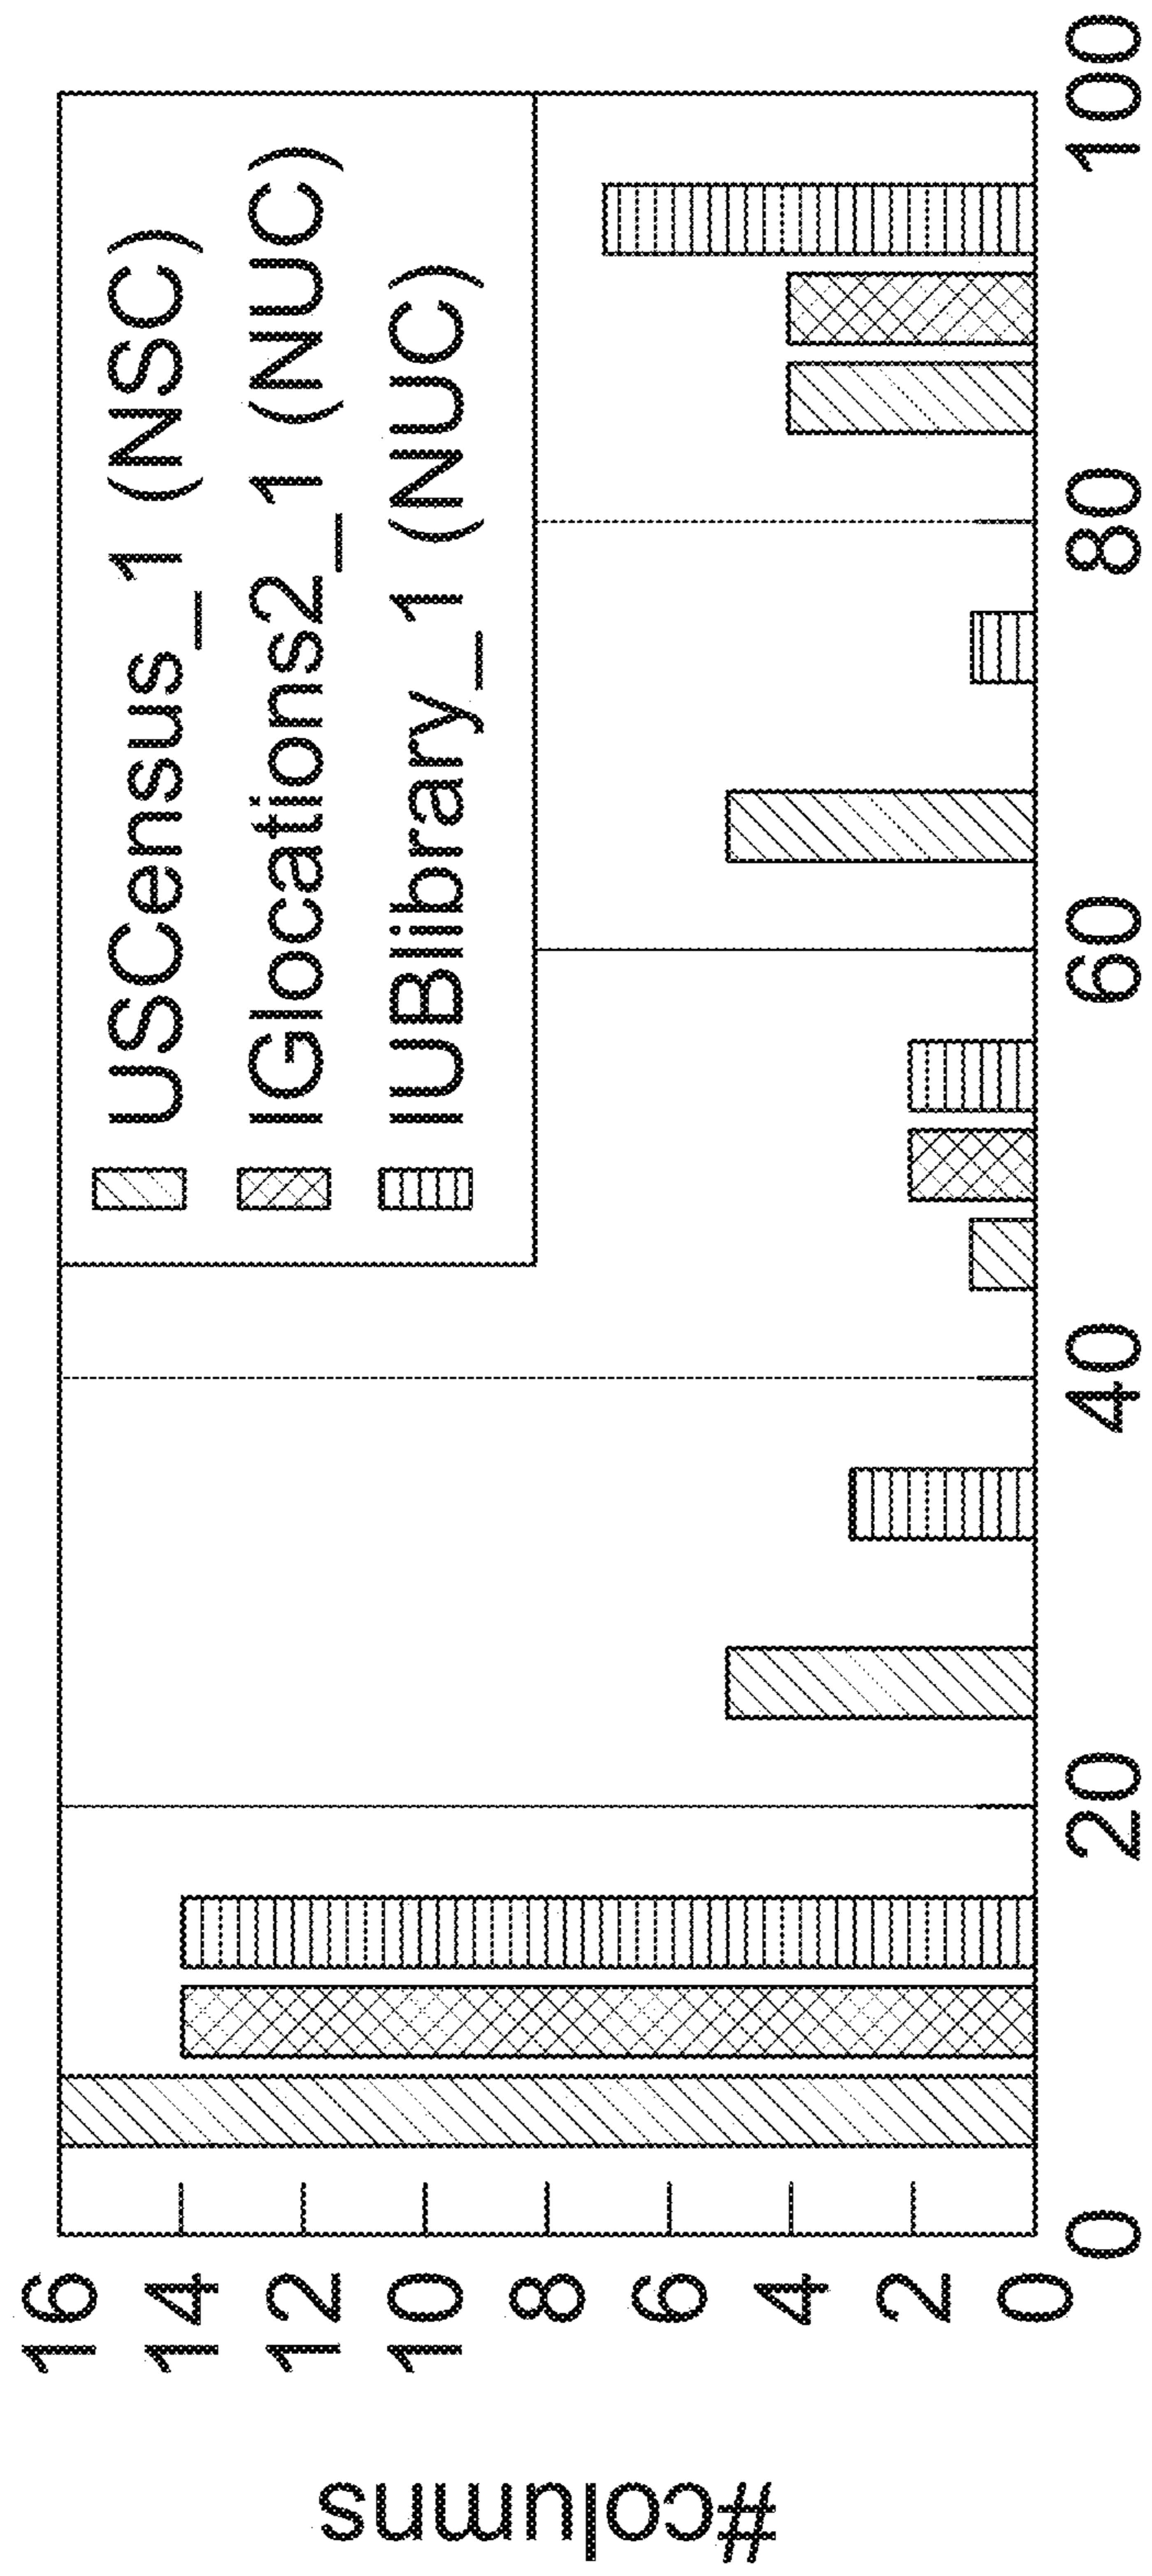 #columns
16
14
12
10
8
6
4
2
0
USCensus_1 (NSC)
IGlocations2_1 (NUC)
IUBlibrary_1 (NUC)
0 20 40 60 80 100